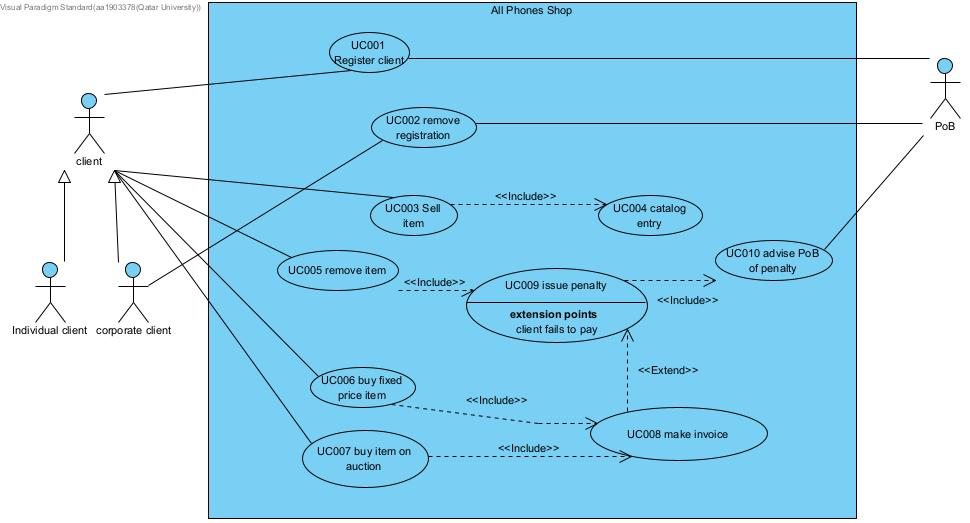 Visual Paradigm Standard(aa1903378(Qatar University))
All Phones Shop
UC001
Register client
client
PoB
UC002 remove
registration
UC003 Sell
item
<<Include>>
UC004 catalog
entry
UC005 remove item
<<Include>>
UC009 issue penalty
extension points
client fails to pay
<<Include>>
UC010 advise PoB
of penalty
Individual client
corporate client
<<Extend>>
UC006 buy fixed
price item
<<Include>>
UC008 make invoice
UC007 buy item on
auction
<<Include>>